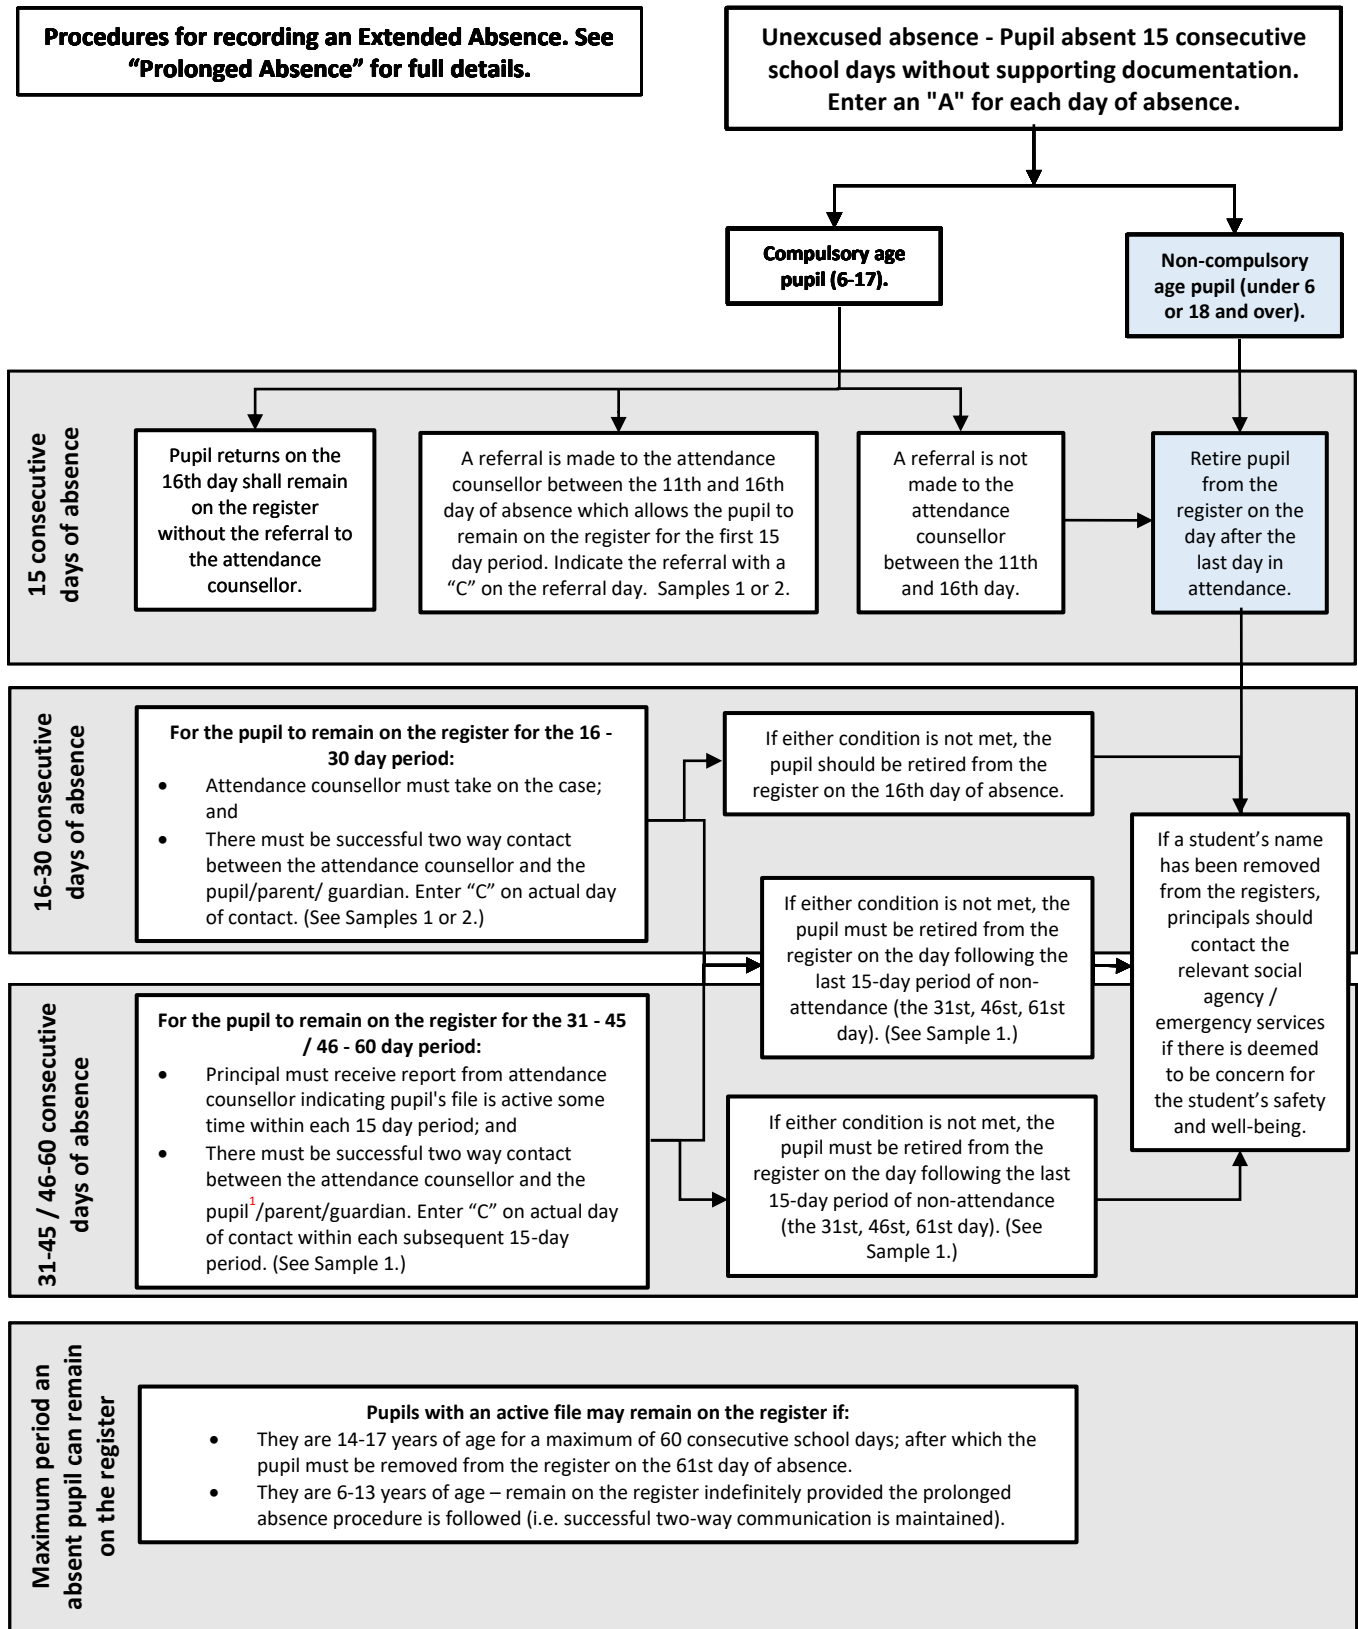 Procedures for recording an Extended Absence. See
“Prolonged Absence” for full details.
Unexcused absence - Pupil absent 15 consecutive
school days without supporting documentation.
Enter an "A" for each day of absence.
Compulsory age
pupil (6-17).
Non-compulsory
age pupil (under 6
or 18 and over).
15 consecutive
days of absence
Pupil returns on the
16th day shall remain
on the register
without the referral to
the attendance
counsellor.
A referral is made to the attendance
counsellor between the 11th and 16th
day of absence which allows the pupil to
remain on the register for the first 15
day period. Indicate the referral with a
“C” on the referral day. Samples 1 or 2.
A referral is not
made to the
attendance
counsellor
between the 11th
and 16th day.
Retire pupil
from the
register on the
day after the
last day in
attendance.
16-30 consecutive
days of absence
For the pupil to remain on the register for the 16 -
30 day period:
• Attendance counsellor must take on the case;
and
• There must be successful two way contact
between the attendance counsellor and the
pupil/parent/ guardian. Enter “C” on actual day
of contact. (See Samples 1 or 2.)
If either condition is not met, the
pupil should be retired from the
register on the 16th day of absence.
If either condition is not met, the
pupil must be retired from the
register on the day following the
last 15-day period of non-
attendance (the 31st, 46st, 61st
day). (See Sample 1.)
If a student’s name
has been removed
from the registers,
principals should
contact the
relevant social
agency /
emergency services
if there is deemed
to be concern for
the student’s safety
and well-being.
31-45 / 46-60 consecutive
days of absence
For the pupil to remain on the register for the 31 - 45
/ 46 - 60 day period:
• Principal must receive report from attendance
counsellor indicating pupil's file is active some
time within each 15 day period; and
• There must be successful two way contact
between the attendance counsellor and the
pupil1/parent/guardian. Enter “C” on actual day
of contact within each subsequent 15-day
period. (See Sample 1.)
If either condition is not met, the
pupil must be retired from the
register on the day following the last
15-day period of non-attendance
(the 31st, 46st, 61st day). (See
Sample 1.)
Maximum period an
absent pupil can remain
on the register
Pupils with an active file may remain on the register if:
• They are 14-17 years of age for a maximum of 60 consecutive school days; after which the
pupil must be removed from the register on the 61st day of absence.
• They are 6-13 years of age – remain on the register indefinitely provided the prolonged
absence procedure is followed (i.e. successful two-way communication is maintained).